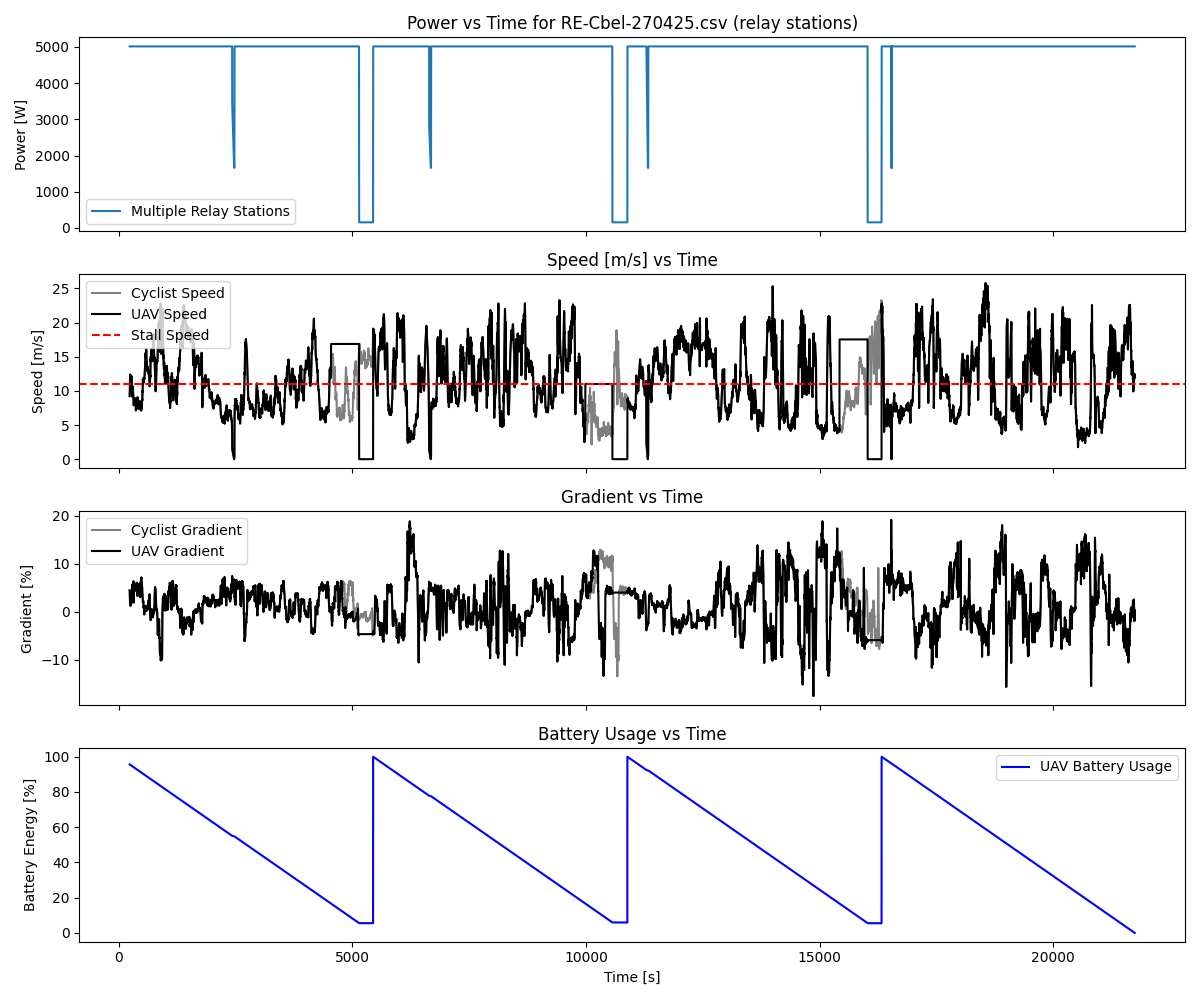 Power vs Time for RE-Cbel-270425.csv (relay stations)
5000
4000
3000
2000
1000
0
Power [W]
Multiple Relay Stations
Speed [m/s] vs Time
25
20
15
10
5
0
Speed [m/s]
Cyclist Speed
UAV Speed
Stall Speed
Gradient vs Time
20
10
0
−10
Gradient [%]
Cyclist Gradient
UAV Gradient
Battery Usage vs Time
100
80
60
40
20
0
Battery Energy [%]
UAV Battery Usage
0 5000 10000 15000 20000
Time [s]